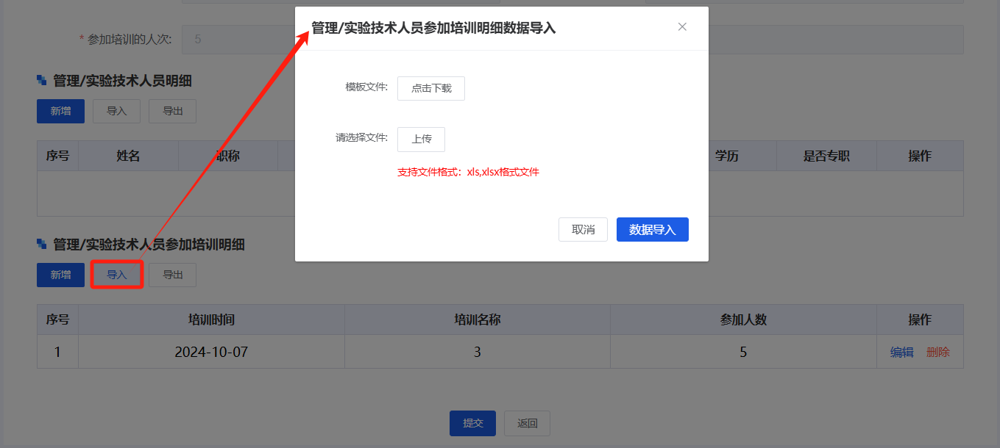 管理/实验技术人员参加培训明细数据导入
* 参加培训的人次: 5
管理/实验技术人员明细
新增 导入 导出
模板文件: 点击下载
请选择文件: 上传
支持文件格式：xls,xlsx格式文件
序号 姓名 职称 学历 是否专职 操作
取消 数据导入
管理/实验技术人员参加培训明细
新增 导入 导出
序号 培训时间 培训名称 参加人数 操作
1 2024-10-07 3 5 编辑 删除
提交 返回